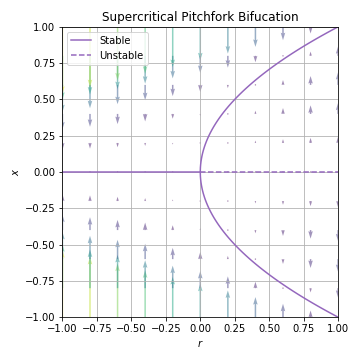 Supercritical Pitchfork Bifucation
Stable
Unstable
1.00
0.75
0.50
0.25
0.00
−0.25
−0.50
−0.75
−1.00
x
−1.00 −0.75 −0.50 −0.25 0.00 0.25 0.50 0.75 1.00
r